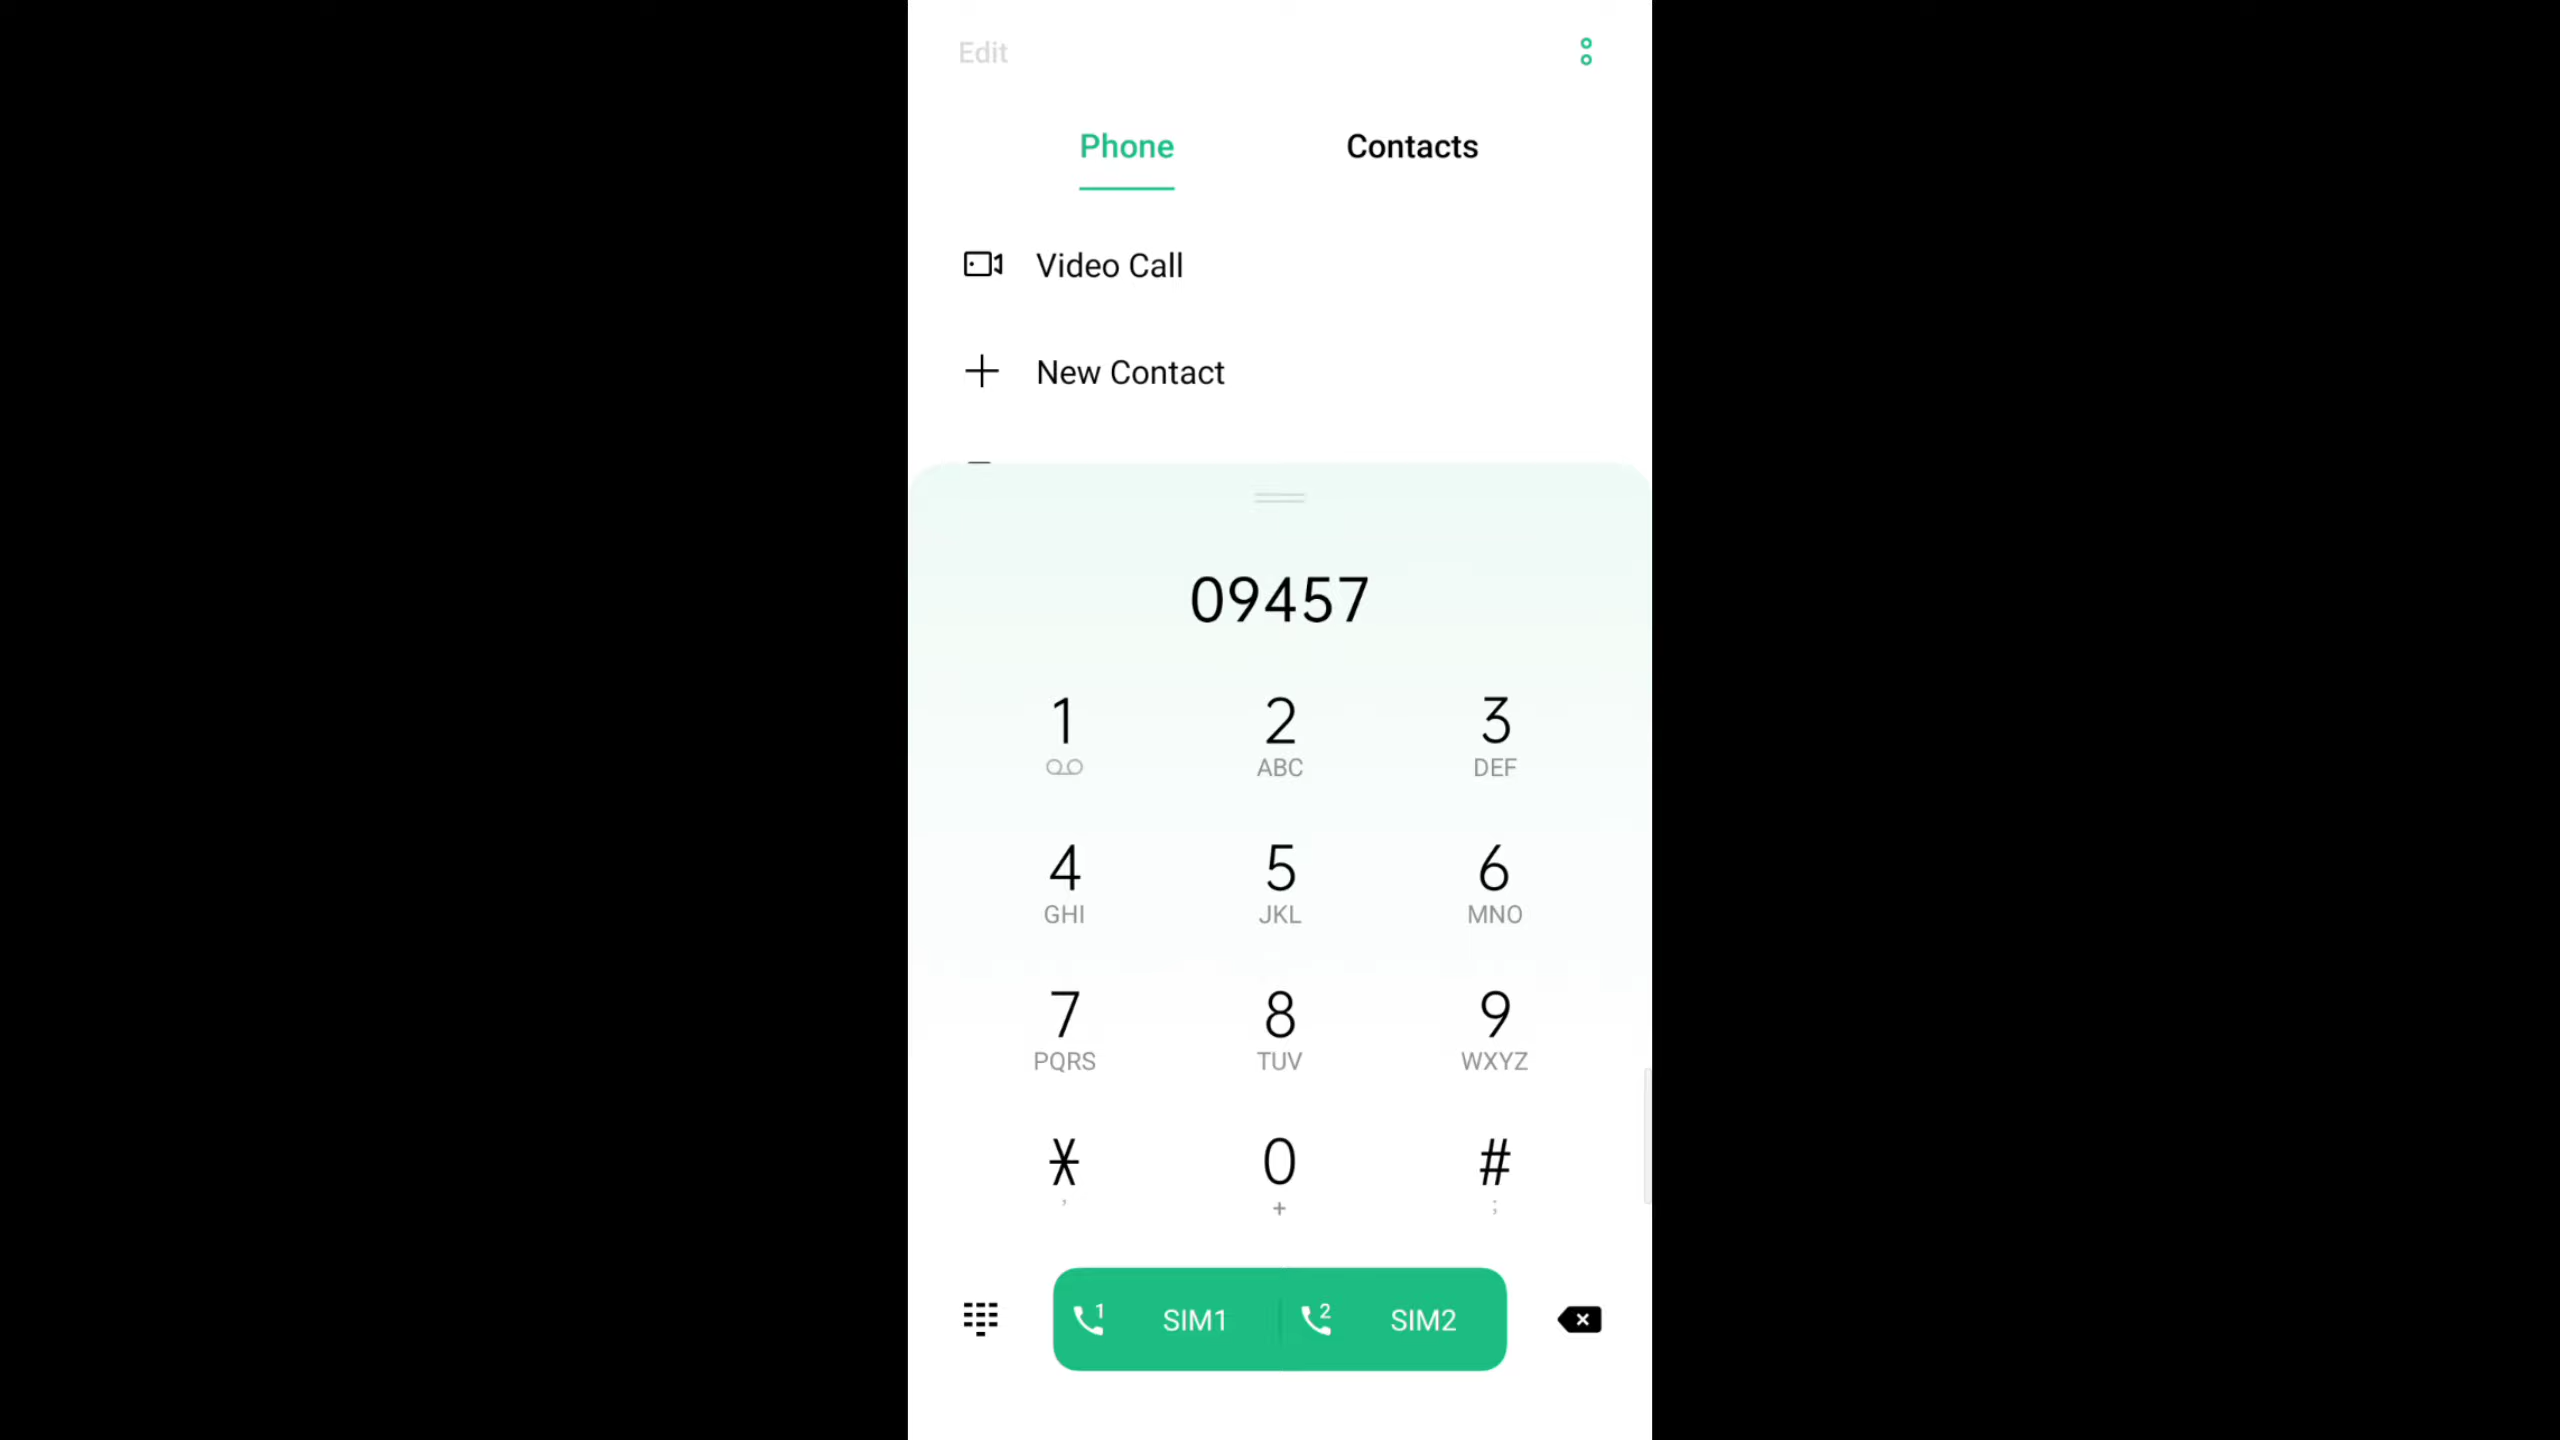 Edit
Phone Contacts
Video Call
New Contact
09457
1 2 3
ABC DEF
4 5 6
GHI JKL MNO
7 8 9
PQRS TUV WXYZ
* 0 #
, + ;
1 SIM1 2 SIM2